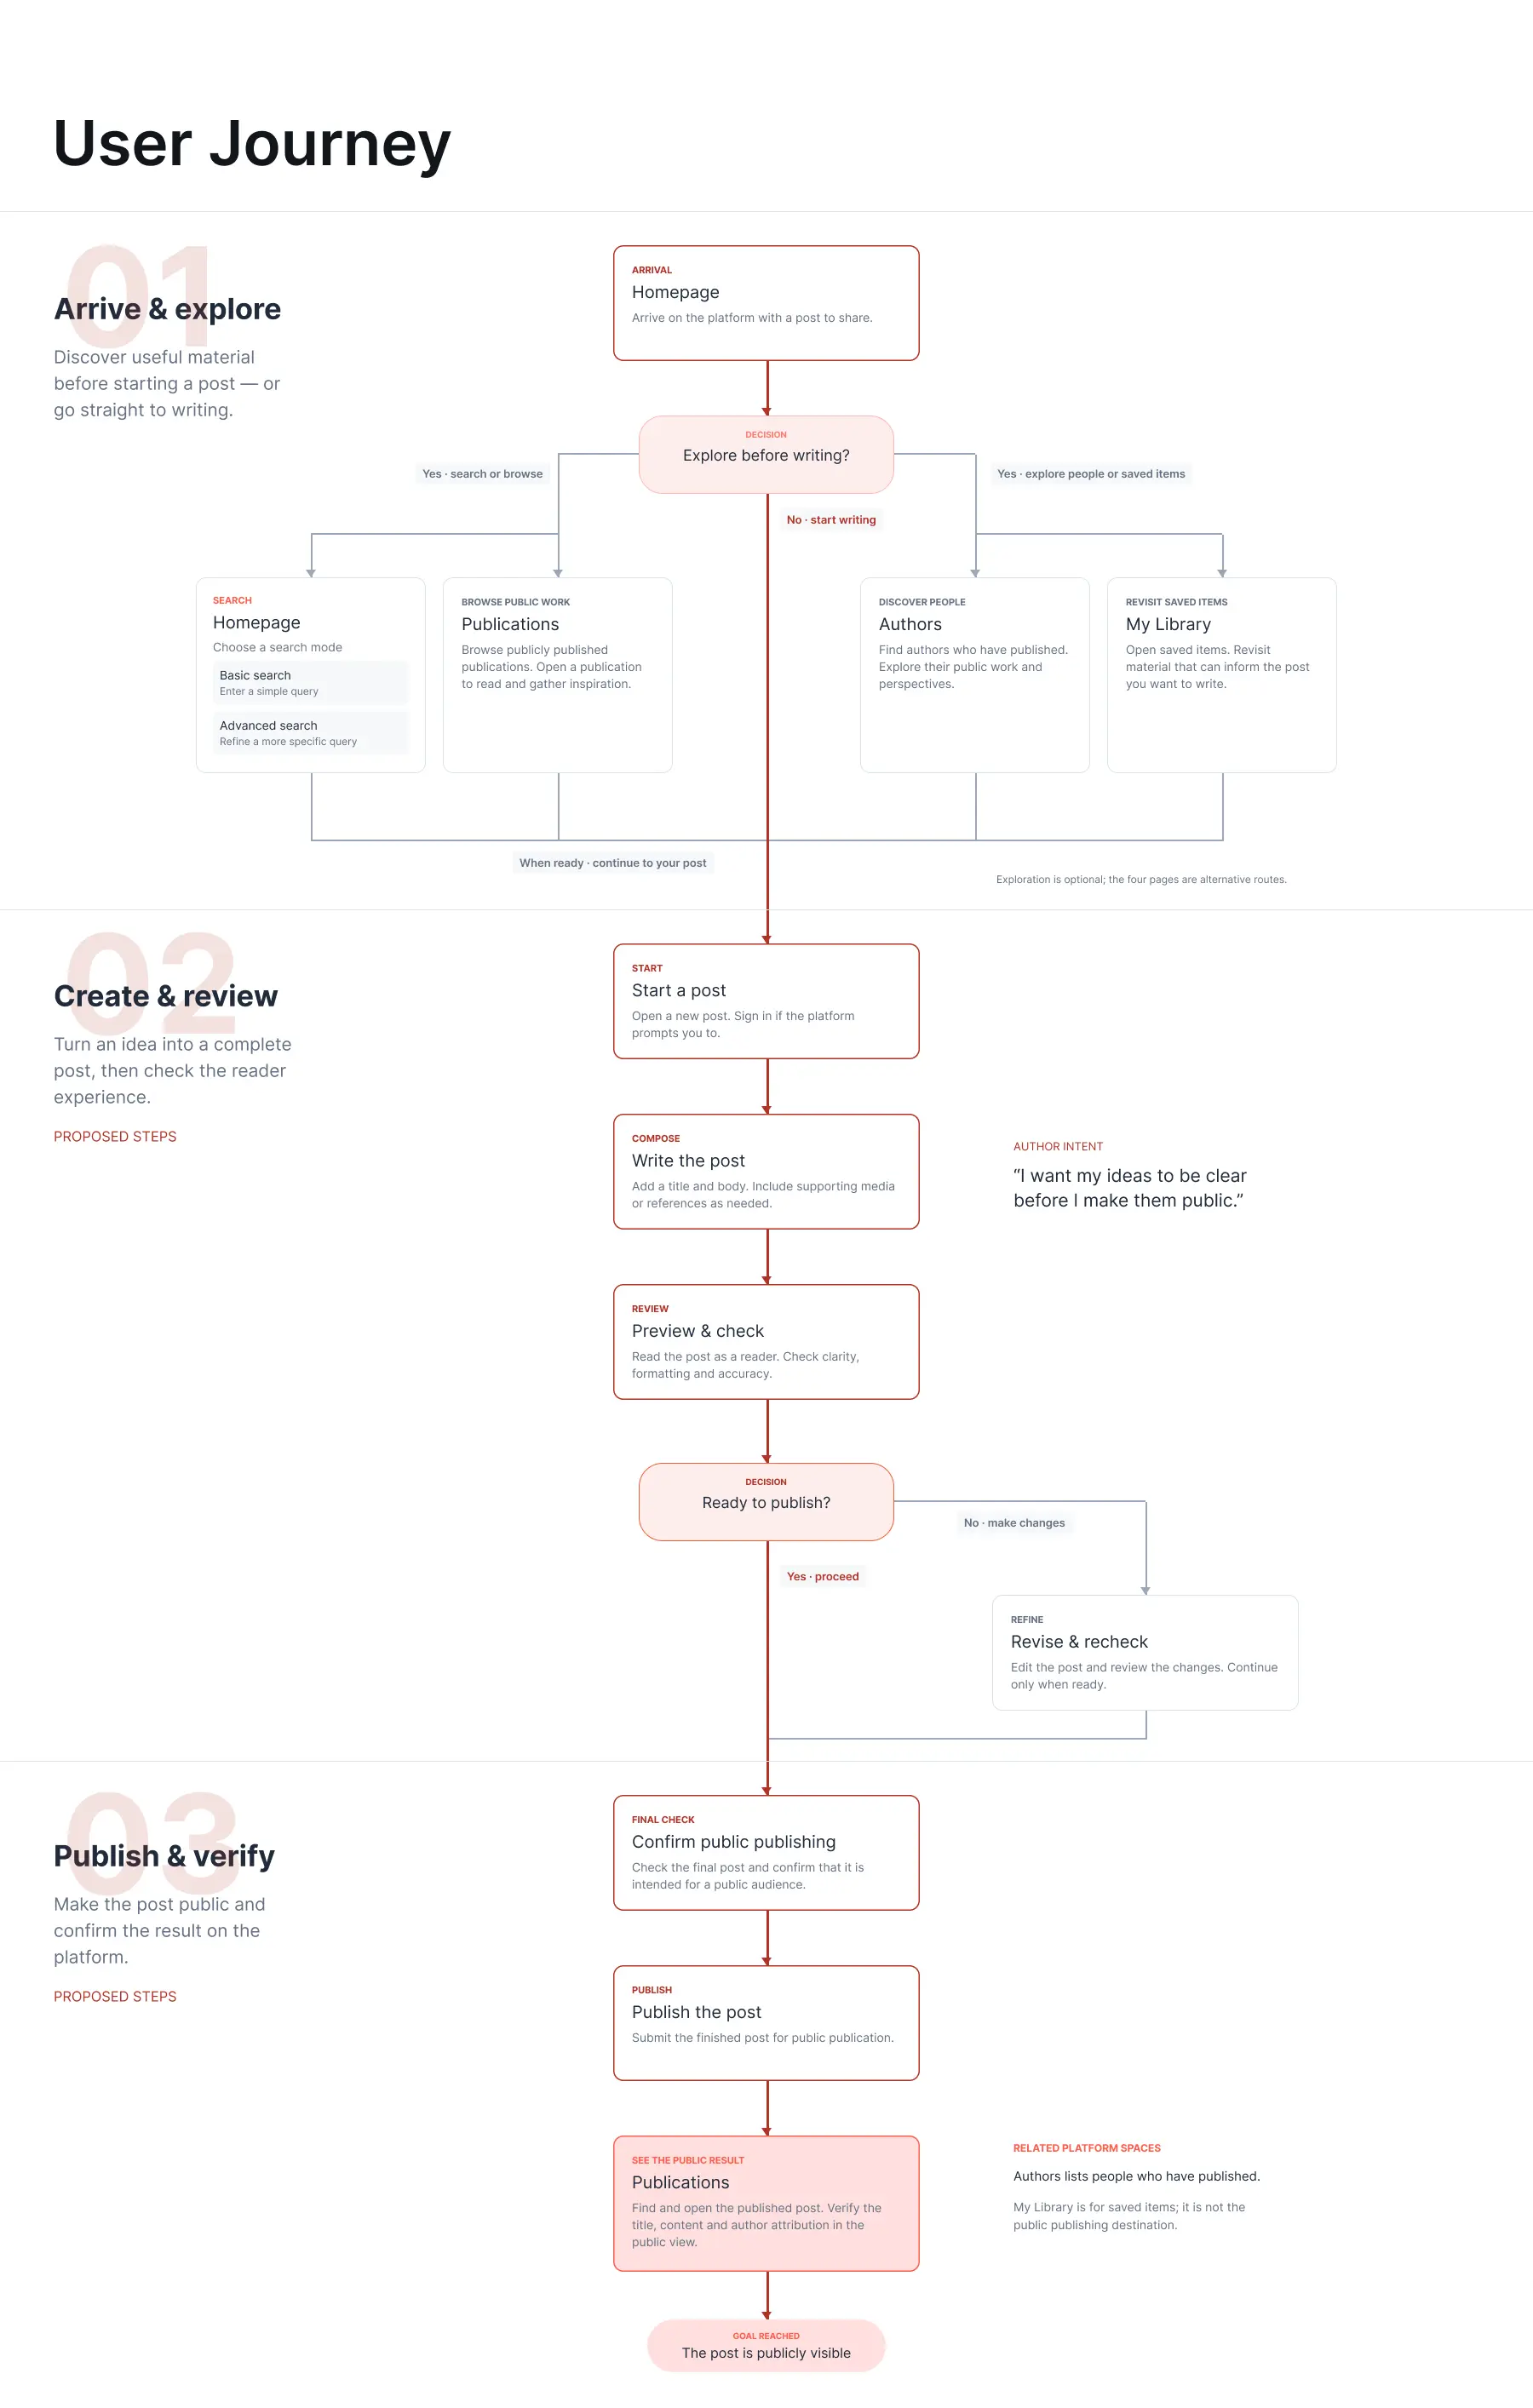 User Journey
01
Arrive & explore
Discover useful material
before starting a post — or
go straight to writing.
ARRIVAL
Homepage
Arrive on the platform with a post to share.
DECISION
Explore before writing?
Yes · search or browse
Yes · explore people or saved items
No · start writing
SEARCH
Homepage
Choose a search mode
Basic search
Enter a simple query
Advanced search
Refine a more specific query
BROWSE PUBLIC WORK
Publications
Browse publicly published
publications. Open a publication
to read and gather inspiration.
DISCOVER PEOPLE
Authors
Find authors who have published.
Explore their public work and
perspectives.
REVISIT SAVED ITEMS
My Library
Open saved items. Revisit
material that can inform the post
you want to write.
When ready · continue to your post
Exploration is optional; the four pages are alternative routes.
02
Create & review
Turn an idea into a complete
post, then check the reader
experience.
PROPOSED STEPS
START
Start a post
Open a new post. Sign in if the platform
prompts you to.
COMPOSE
Write the post
Add a title and body. Include supporting media
or references as needed.
AUTHOR INTENT
“I want my ideas to be clear
before I make them public.”
REVIEW
Preview & check
Read the post as a reader. Check clarity,
formatting and accuracy.
DECISION
Ready to publish?
No · make changes
Yes · proceed
REFINE
Revise & recheck
Edit the post and review the changes. Continue
only when ready.
03
Publish & verify
Make the post public and
confirm the result on the
platform.
PROPOSED STEPS
FINAL CHECK
Confirm public publishing
Check the final post and confirm that it is
intended for a public audience.
PUBLISH
Publish the post
Submit the finished post for public publication.
SEE THE PUBLIC RESULT
Publications
Find and open the published post. Verify the
title, content and author attribution in the
public view.
RELATED PLATFORM SPACES
Authors lists people who have published.
My Library is for saved items; it is not the
public publishing destination.
GOAL REACHED
The post is publicly visible